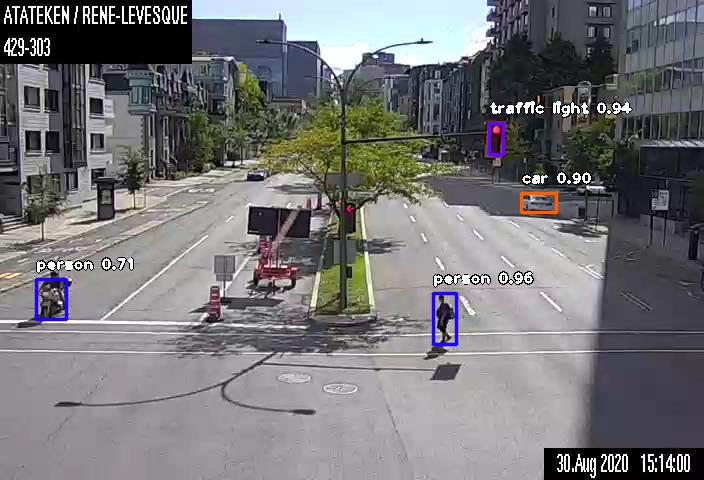 ATATEKEN / RENE-LEVESQUE
429-303
traffic light 0.94
car 0.90
person 0.71
person 0.96
30.Aug 2020 15:14:00